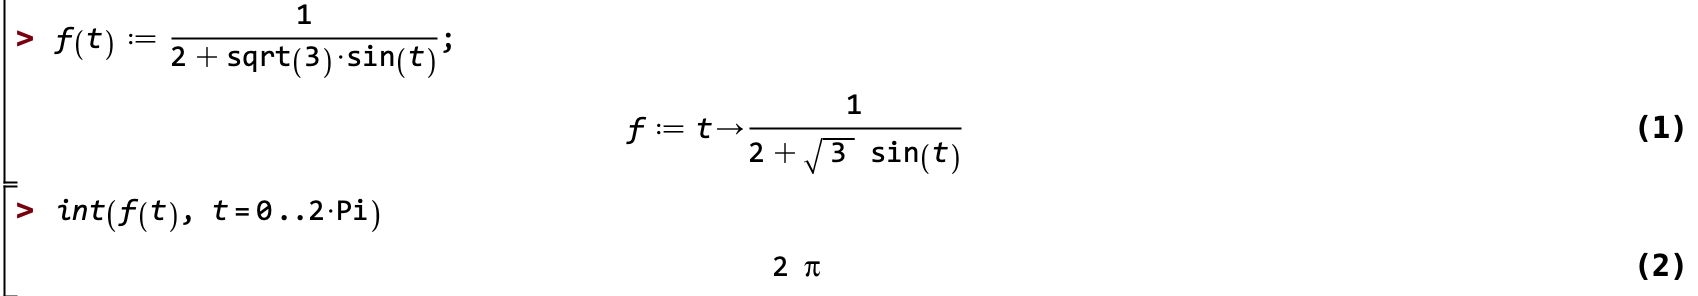 > f(t) := 1/(2 + sqrt(3)·sin(t));
f := t→1/(2 + √3 sin(t)) (1)
> int(f(t), t=0..2·Pi)
2 π (2)